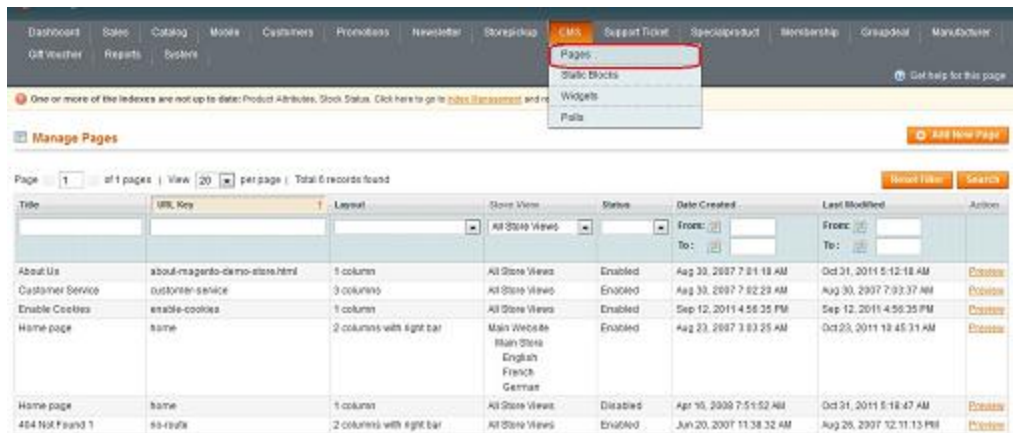 Dashboard Sales Catalog Mobile Customers Promotions Newsletter Storepickup CMS Support Ticket Specialproduct Membership Groupdeal Manufacturer
Gift Voucher Reports System
Pages
Static Blocks
Widgets
Polls
Get help for this page
One or more of the Indexes are not up to date: Product Attributes, Stock Status. Click here to go to Index Management and re
Manage Pages
Add New Page
Page 1 of 1 pages | View 20 per page | Total 6 records found
Reset Filter Search
Title URL Key Layout Store View Status Date Created Last Modified Action
All Store Views From: From:
To: To:
About Us about-magento-demo-store.html 1 column All Store Views Enabled Aug 30, 2007 7:01:18 AM Oct 31, 2011 5:12:18 AM Preview
Customer Service customer-service 3 columns All Store Views Enabled Aug 30, 2007 7:02:20 AM Aug 30, 2007 7:03:37 AM Preview
Enable Cookies enable-cookies 1 column All Store Views Enabled Sep 12, 2011 4:56:35 PM Sep 12, 2011 4:56:35 PM Preview
Home page home 2 columns with right bar Main Website Enabled Aug 23, 2007 3:03:25 AM Oct 23, 2011 10:45:31 AM Preview
Main Store
English
French
German
Home page home 1 column All Store Views Disabled Apr 16, 2008 7:51:52 AM Oct 31, 2011 5:18:47 AM Preview
404 Not Found 1 no-route 2 columns with right bar All Store Views Enabled Jun 20, 2007 11:38:32 AM Aug 26, 2007 12:11:13 PM Preview